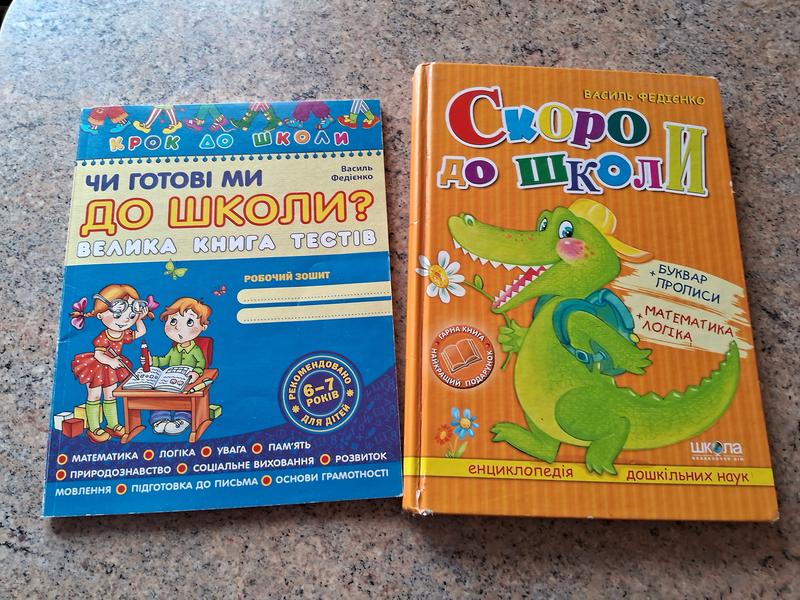 КРОК ДО ШКОЛИ
Василь
Федієнко
ЧИ ГОТОВІ МИ
ДО ШКОЛИ?
ВЕЛИКА КНИГА ТЕСТІВ
РОБОЧИЙ ЗОШИТ
РЕКОМЕНДОВАНО
6–7
РОКІВ
ДЛЯ ДІТЕЙ
МАТЕМАТИКА ЛОГІКА УВАГА ПАМ'ЯТЬ
ПРИРОДОЗНАВСТВО СОЦІАЛЬНЕ ВИХОВАННЯ РОЗВИТОК
МОВЛЕННЯ ПІДГОТОВКА ДО ПИСЬМА ОСНОВИ ГРАМОТНОСТІ
ВАСИЛЬ ФЕДІЄНКО
СКОРО
ДО ШКОЛИ
БУКВАР
+ ПРОПИСИ
+ МАТЕМАТИКА
+ ЛОГІКА
ГАРНА КНИГА
НАЙКРАЩИЙ ПОДАРУНОК
школа
видавничий дім
енциклопедія дошкільних наук